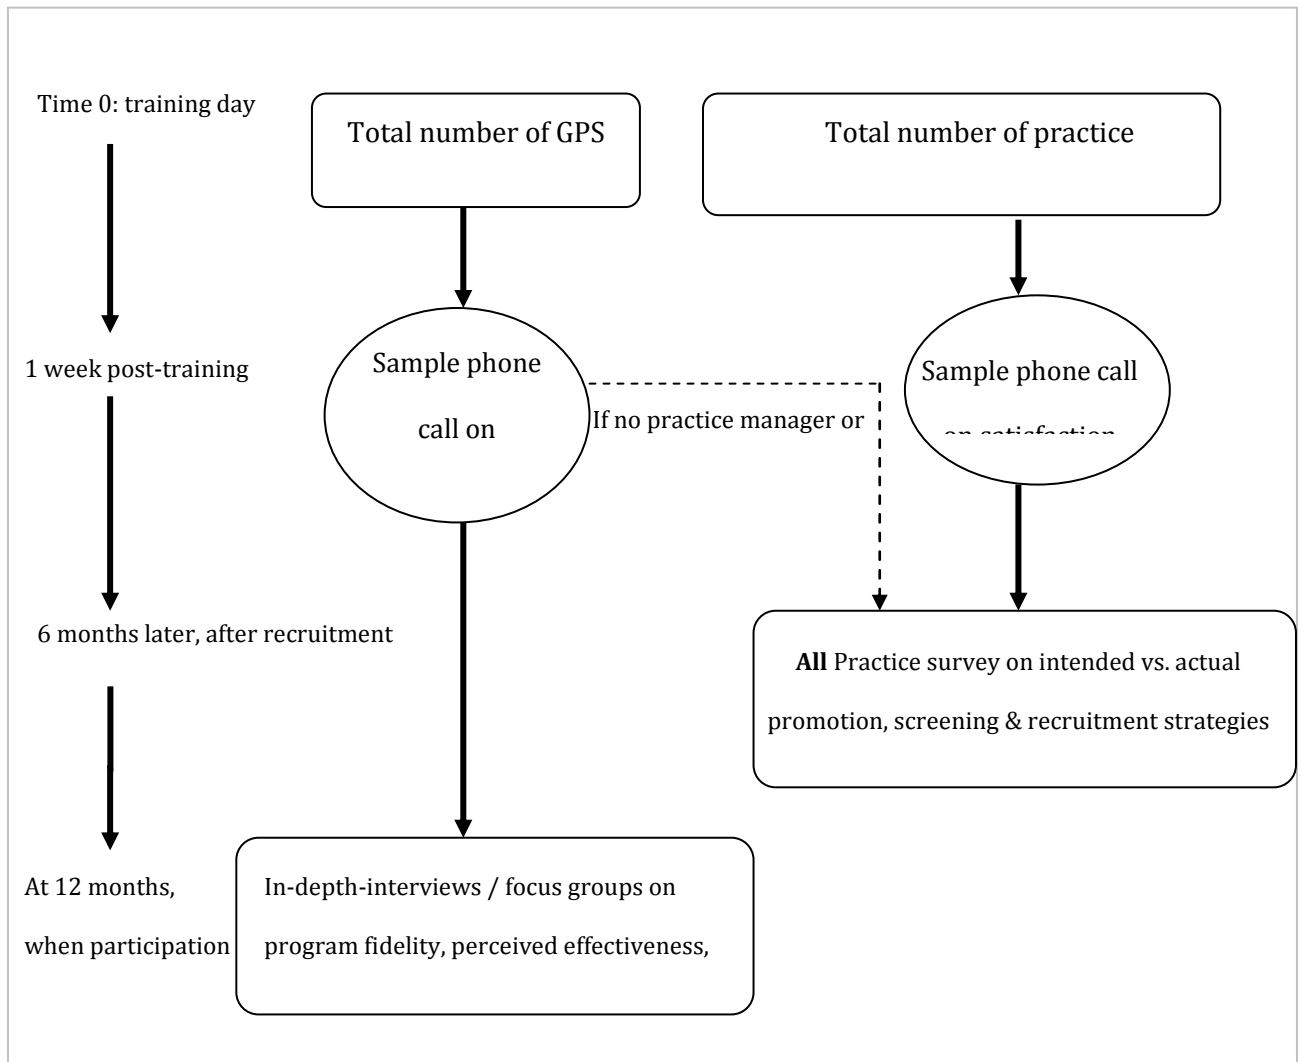 Time 0: training day
Total number of GPS
Total number of practice
1 week post-training
Sample phone
call on
If no practice manager or
Sample phone call
on satisfaction
6 months later, after recruitment
All Practice survey on intended vs. actual
promotion, screening & recruitment strategies
At 12 months,
when participation
In-depth-interviews / focus groups on
program fidelity, perceived effectiveness,